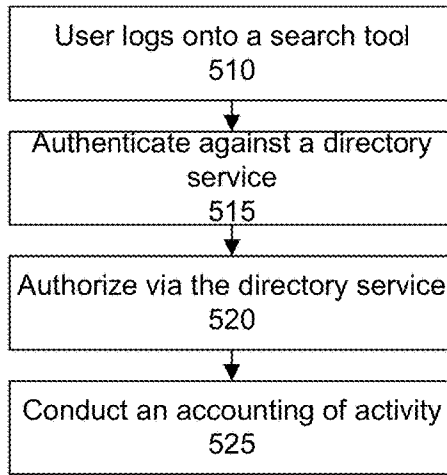 User logs onto a search tool
510
Authenticate against a directory
service
515
Authorize via the directory service
520
Conduct an accounting of activity
525